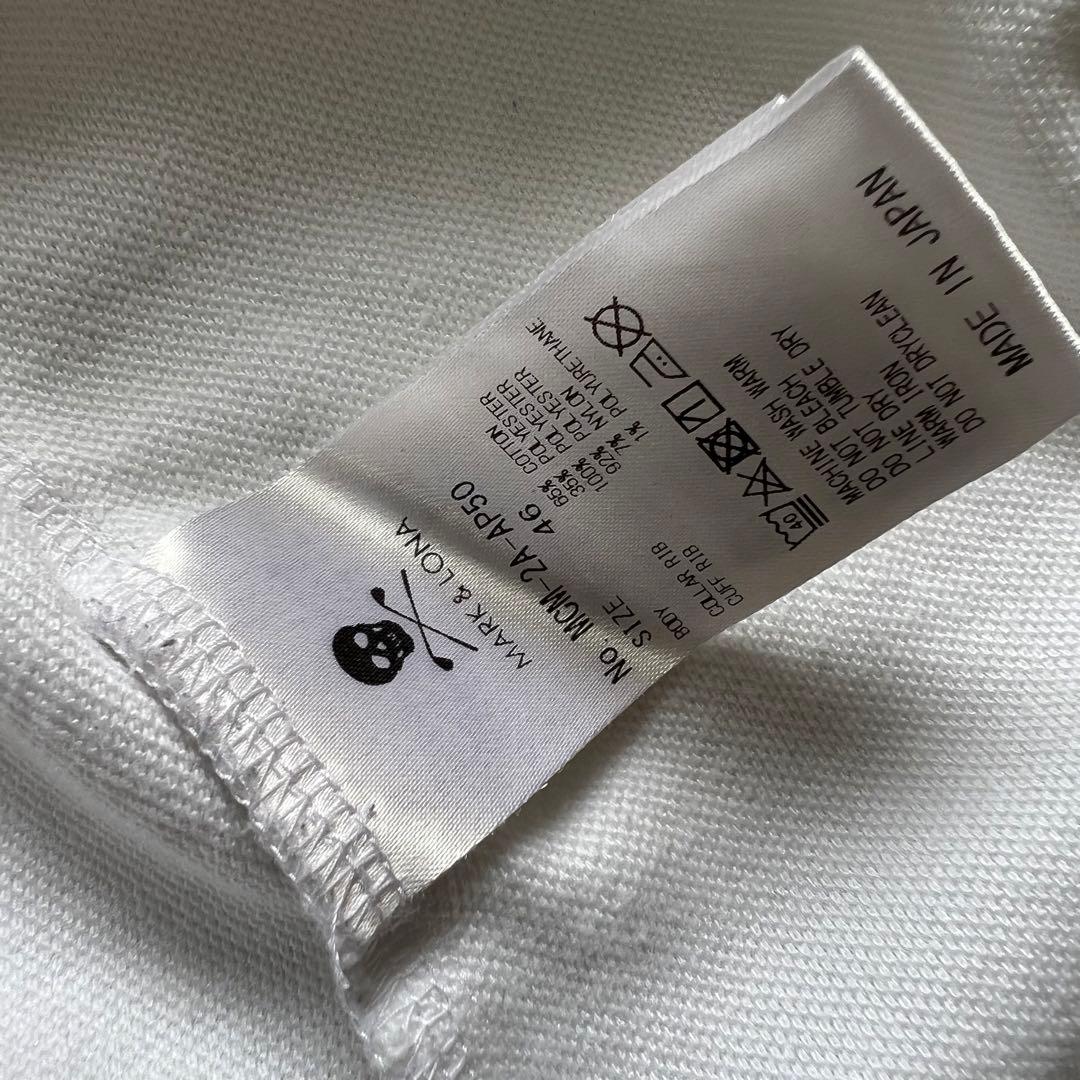 MARK & LONA
No. MCM-2A-AP50
SIZE 46
BODY 65% COTTON
35% POLYESTER
COLLAR RIB 100% POLYESTER
CUFF RIB 92% POLYESTER
7% NYLON
1% POLYURETHANE
40
MACHINE WASH WARM
DO NOT BLEACH
DO NOT TUMBLE DRY
LINE DRY
WARM IRON
DO NOT DRYCLEAN
MADE IN JAPAN